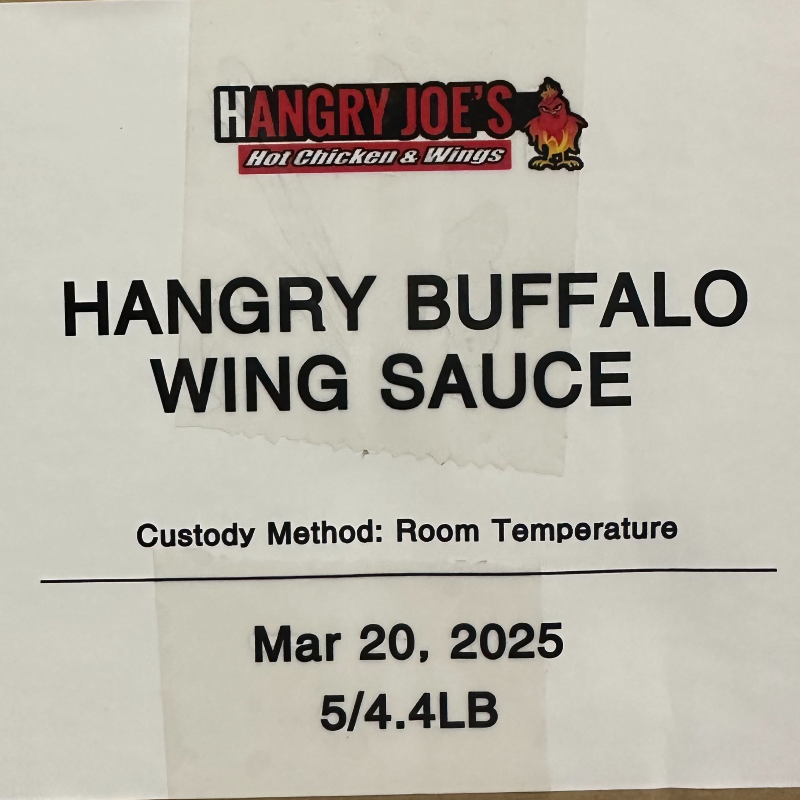 HANGRY JOE'S
Hot Chicken & Wings
HANGRY BUFFALO
WING SAUCE
Custody Method: Room Temperature
Mar 20, 2025
5/4.4LB